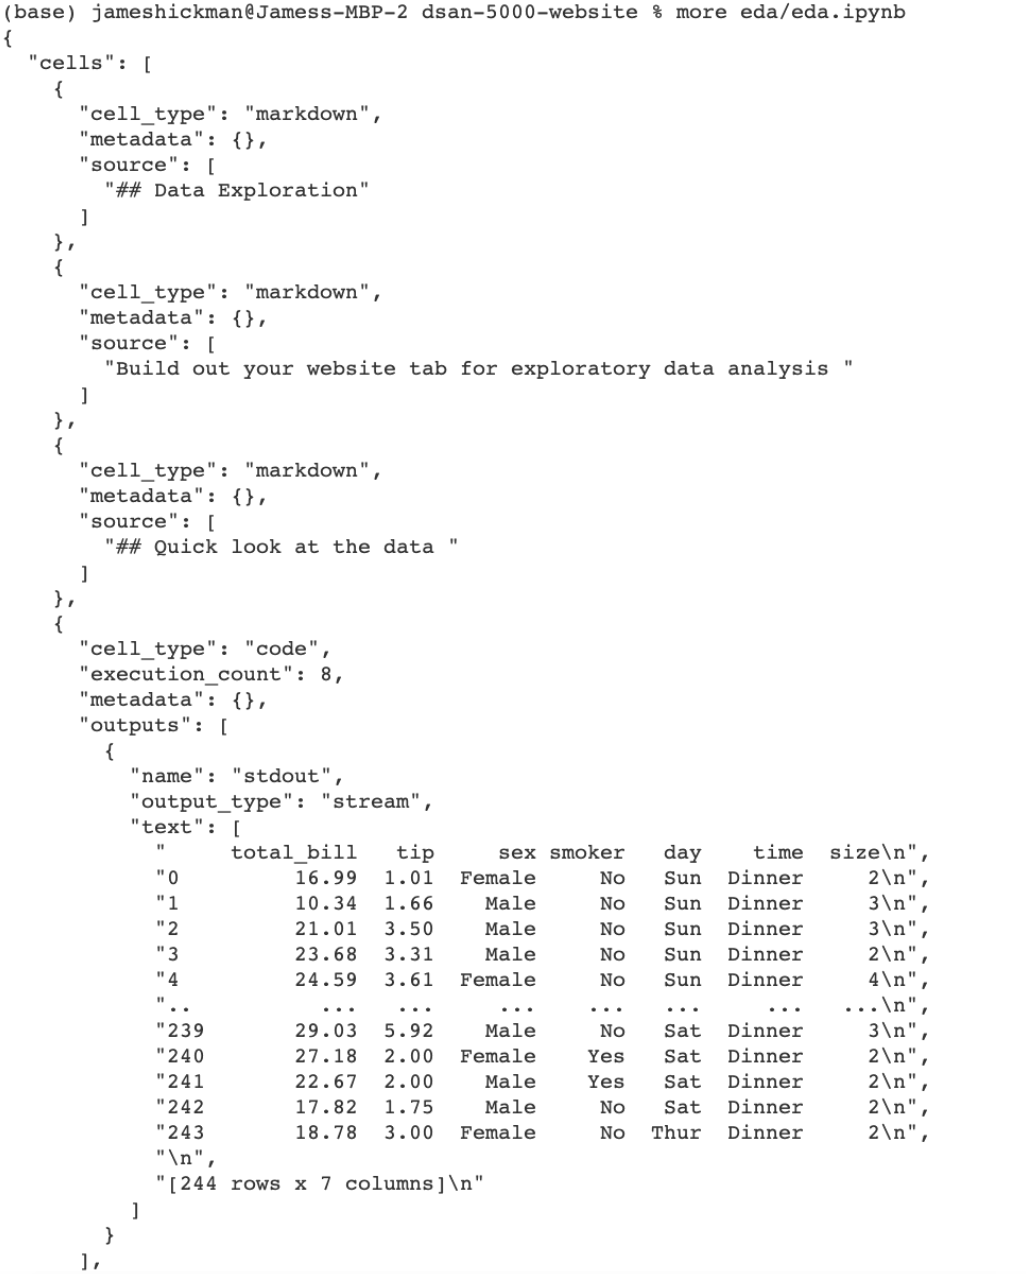 (base) jameshickman@Jamess-MBP-2 dsan-5000-website % more eda/eda.ipynb
{
  "cells": [
    {
      "cell_type": "markdown",
      "metadata": {},
      "source": [
        "## Data Exploration"
      ]
    },
    {
      "cell_type": "markdown",
      "metadata": {},
      "source": [
        "Build out your website tab for exploratory data analysis "
      ]
    },
    {
      "cell_type": "markdown",
      "metadata": {},
      "source": [
        "## Quick look at the data "
      ]
    },
    {
      "cell_type": "code",
      "execution_count": 8,
      "metadata": {},
      "outputs": [
        {
          "name": "stdout",
          "output_type": "stream",
          "text": [
            "     total_bill   tip     sex smoker   day    time  size\n",
            "0         16.99  1.01  Female     No   Sun  Dinner     2\n",
            "1         10.34  1.66    Male     No   Sun  Dinner     3\n",
            "2         21.01  3.50    Male     No   Sun  Dinner     3\n",
            "3         23.68  3.31    Male     No   Sun  Dinner     2\n",
            "4         24.59  3.61  Female     No   Sun  Dinner     4\n",
            "..          ...   ...     ...    ...   ...     ...   ...\n",
            "239       29.03  5.92    Male     No   Sat  Dinner     3\n",
            "240       27.18  2.00  Female    Yes   Sat  Dinner     2\n",
            "241       22.67  2.00    Male    Yes   Sat  Dinner     2\n",
            "242       17.82  1.75    Male     No   Sat  Dinner     2\n",
            "243       18.78  3.00  Female     No  Thur  Dinner     2\n",
            "\n",
            "[244 rows x 7 columns]\n"
          ]
        }
      ],